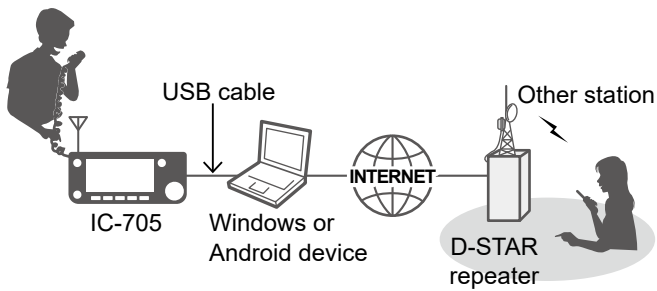 USB cable
Other station
INTERNET
IC-705
Windows or
Android device
D-STAR
repeater